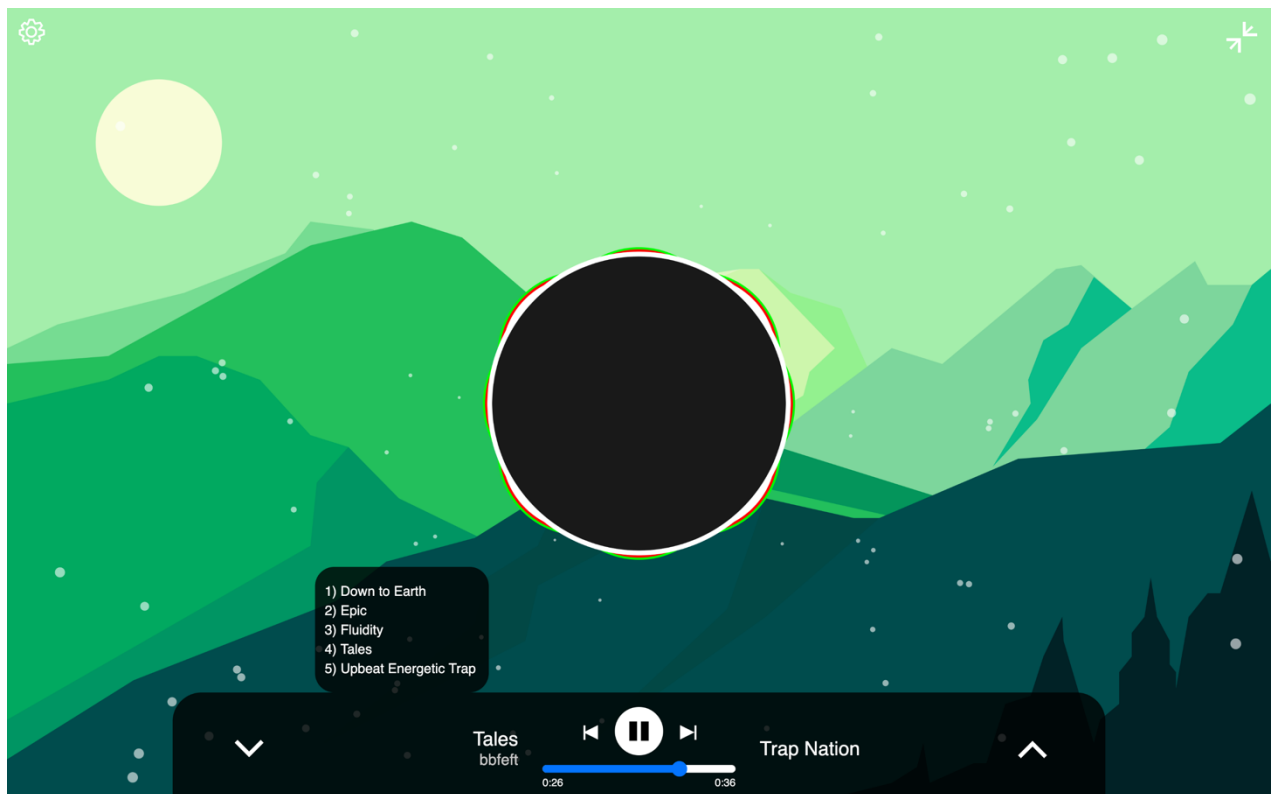 1) Down to Earth
2) Epic
3) Fluidity
4) Tales
5) Upbeat Energetic Trap
Tales
bbfeft
0:26
0:36
Trap Nation